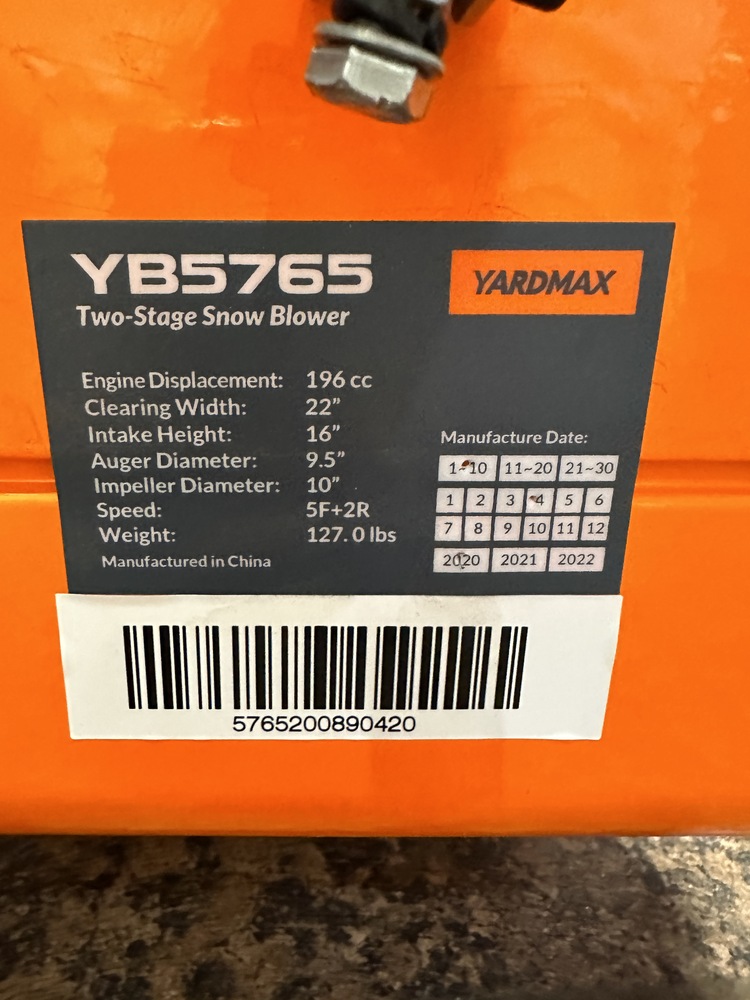 YB5765
YARDMAX
Two-Stage Snow Blower
Engine Displacement: 196 cc
Clearing Width: 22”
Intake Height: 16”
Auger Diameter: 9.5”
Impeller Diameter: 10”
Speed: 5F+2R
Weight: 127.0 lbs
Manufactured in China
Manufacture Date:
1~10 11~20 21~30
1 2 3 4 5 6
7 8 9 10 11 12
2020 2021 2022
5765200890420